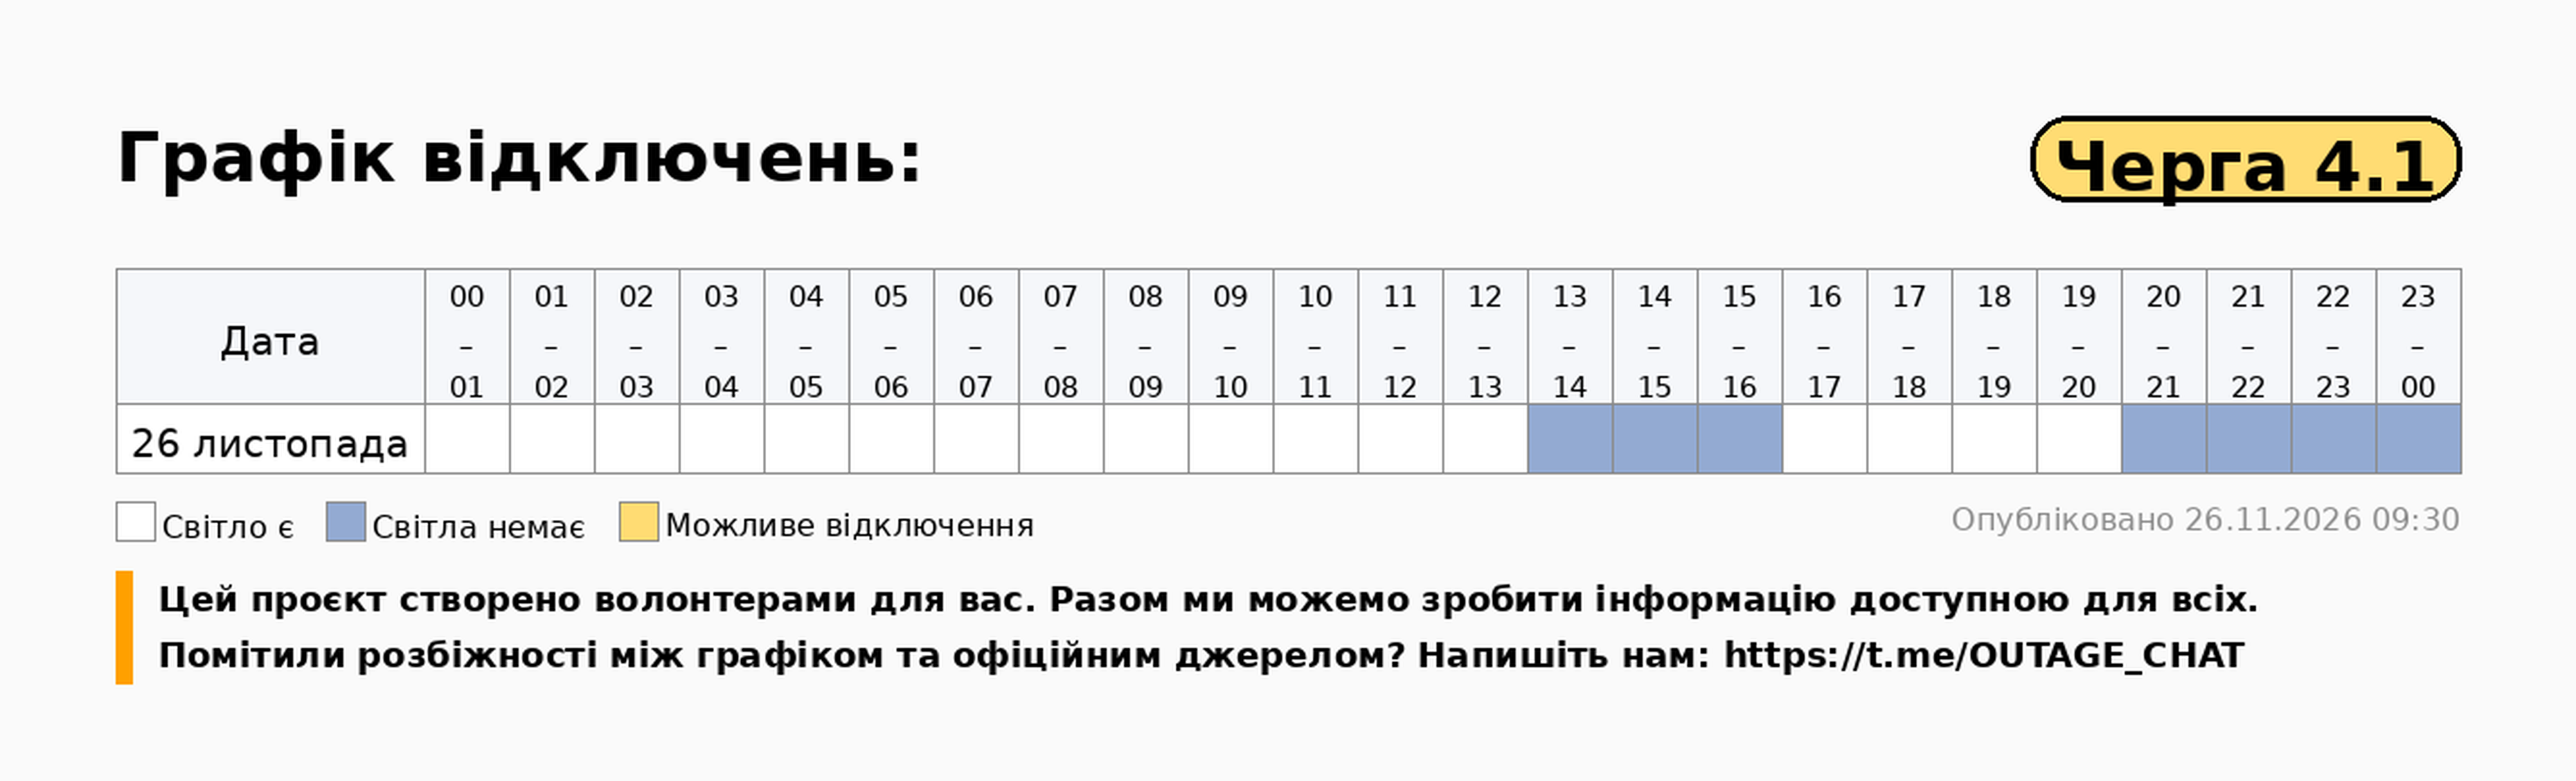 Графік відключень:
Черга 4.1
Дата 00 – 01 01 – 02 02 – 03 03 – 04 04 – 05 05 – 06 06 – 07 07 – 08 08 – 09 09 – 10 10 – 11 11 – 12 12 – 13 13 – 14 14 – 15 15 – 16 16 – 17 17 – 18 18 – 19 19 – 20 20 – 21 21 – 22 22 – 23 23 – 00
26 листопада
Світло є Світла немає Можливе відключення
Опубліковано 26.11.2026 09:30
Цей проєкт створено волонтерами для вас. Разом ми можемо зробити інформацію доступною для всіх.
Помітили розбіжності між графіком та офіційним джерелом? Напишіть нам: https://t.me/OUTAGE_CHAT